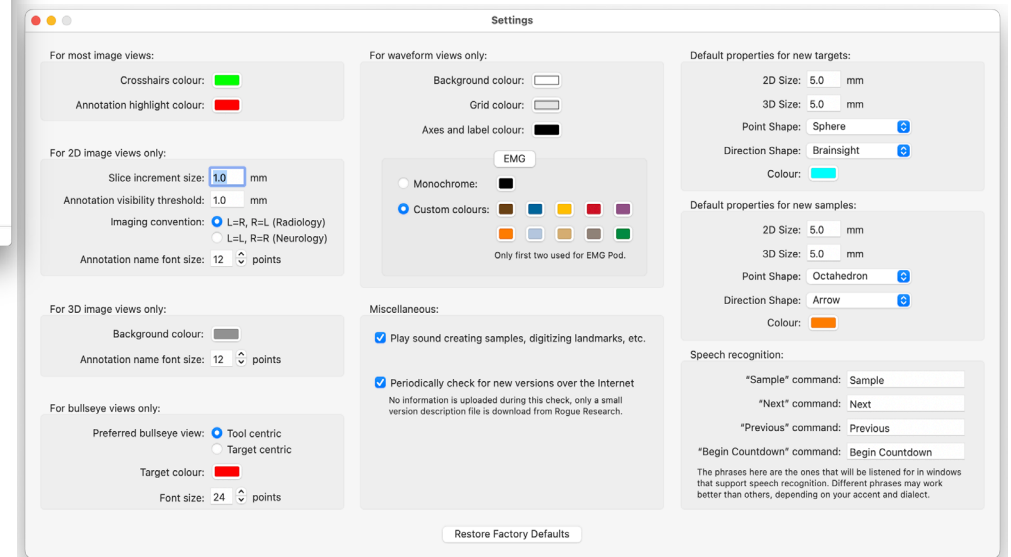 Settings
For most image views:
Crosshairs colour:
Annotation highlight colour:
For 2D image views only:
Slice increment size: 1.0 mm
Annotation visibility threshold: 1.0 mm
Imaging convention: L=R, R=L (Radiology)
L=L, R=R (Neurology)
Annotation name font size: 12 points
For 3D image views only:
Background colour:
Annotation name font size: 12 points
For bullseye views only:
Preferred bullseye view: Tool centric
Target centric
Target colour:
Font size: 24 points
For waveform views only:
Background colour:
Grid colour:
Axes and label colour:
EMG
Monochrome:
Custom colours:
Only first two used for EMG Pod.
Miscellaneous:
Play sound creating samples, digitizing landmarks, etc.
Periodically check for new versions over the Internet
No information is uploaded during this check, only a small
version description file is download from Rogue Research.
Default properties for new targets:
2D Size: 5.0 mm
3D Size: 5.0 mm
Point Shape: Sphere
Direction Shape: Brainsight
Colour:
Default properties for new samples:
2D Size: 5.0 mm
3D Size: 5.0 mm
Point Shape: Octahedron
Direction Shape: Arrow
Colour:
Speech recognition:
“Sample” command: Sample
“Next” command: Next
“Previous” command: Previous
“Begin Countdown” command: Begin Countdown
The phrases here are the ones that will be listened for in windows
that support speech recognition. Different phrases may work
better than others, depending on your accent and dialect.
Restore Factory Defaults